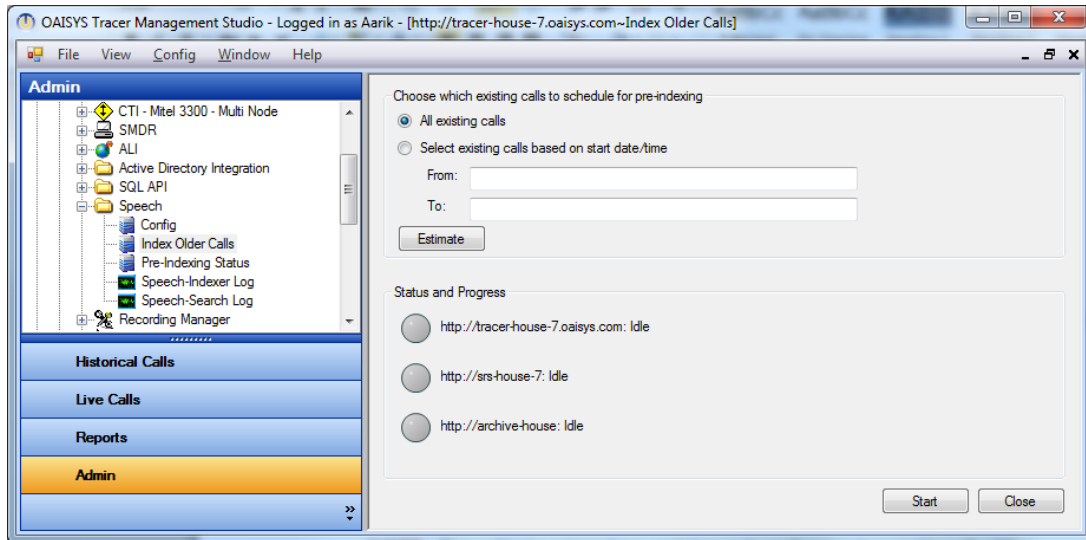 OAISYS Tracer Management Studio - Logged in as Aarik - [http://tracer-house-7.oaisys.com~Index Older Calls]
File View Config Window Help
Admin
CTI - Mitel 3300 - Multi Node
SMDR
ALI
Active Directory Integration
SQL API
Speech
Config
Index Older Calls
Pre-Indexing Status
Speech-Indexer Log
Speech-Search Log
Recording Manager
Historical Calls
Live Calls
Reports
Admin
Choose which existing calls to schedule for pre-indexing
All existing calls
Select existing calls based on start date/time
From:
To:
Estimate
Status and Progress
http://tracer-house-7.oaisys.com: Idle
http://srs-house-7: Idle
http://archive-house: Idle
Start Close